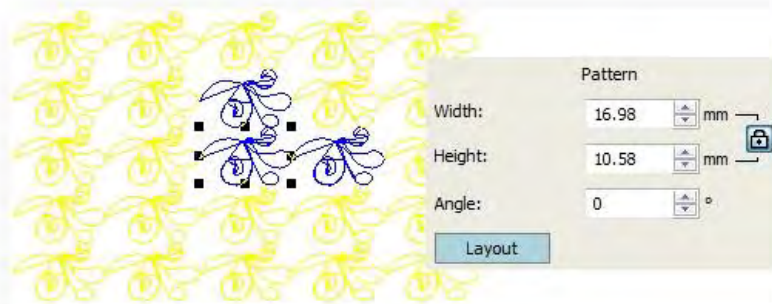 Pattern
Width: 16.98 mm
Height: 10.58 mm
Angle: 0 °
Layout